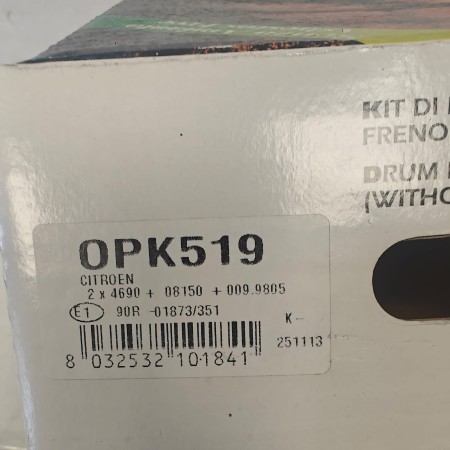 KIT DI
FRENO
DRUM
(WITHO
OPK519
CITROEN
2 x 4690 + 08150 + 009.9805
E1 90R -01873/351
K-
251113
8 032532 101841